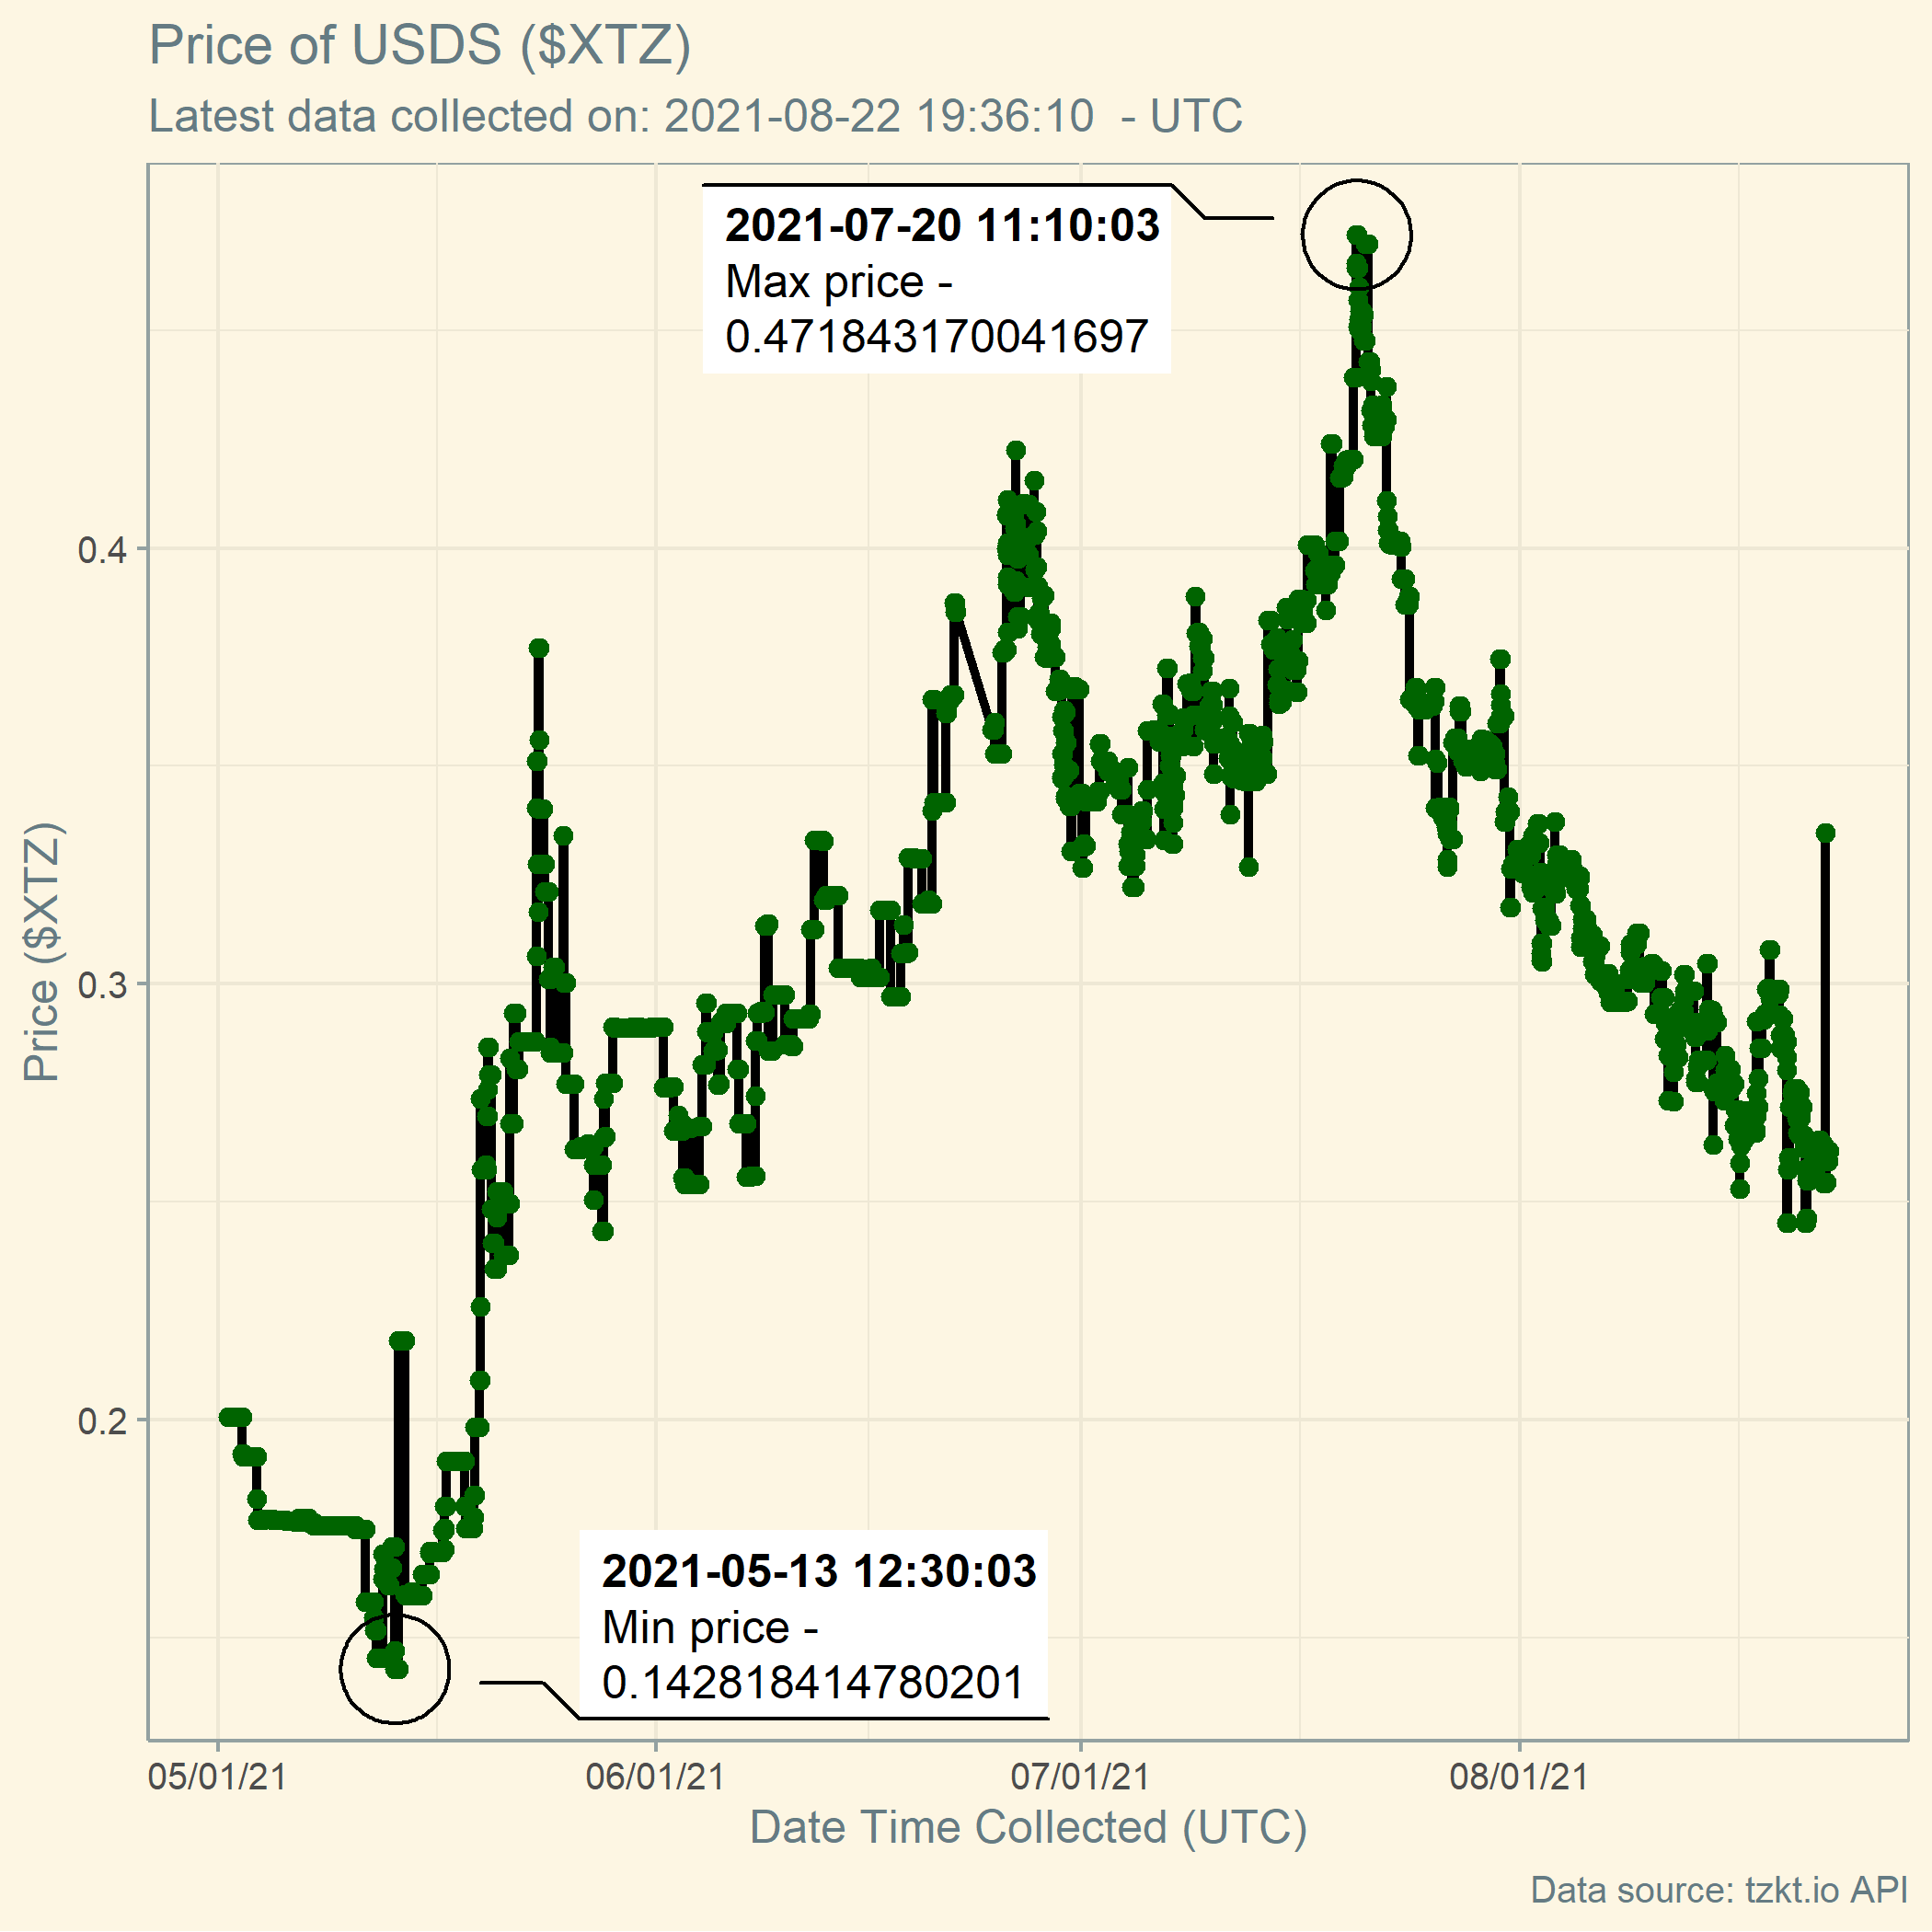 Price of USDS ($XTZ)
Latest data collected on: 2021-08-22 19:36:10  - UTC
2021-07-20 11:10:03
Max price -
0.471843170041697
0.4
0.3
0.2
Price ($XTZ)
2021-05-13 12:30:03
Min price -
0.142818414780201
05/01/21
06/01/21
07/01/21
08/01/21
Date Time Collected (UTC)
Data source: tzkt.io API